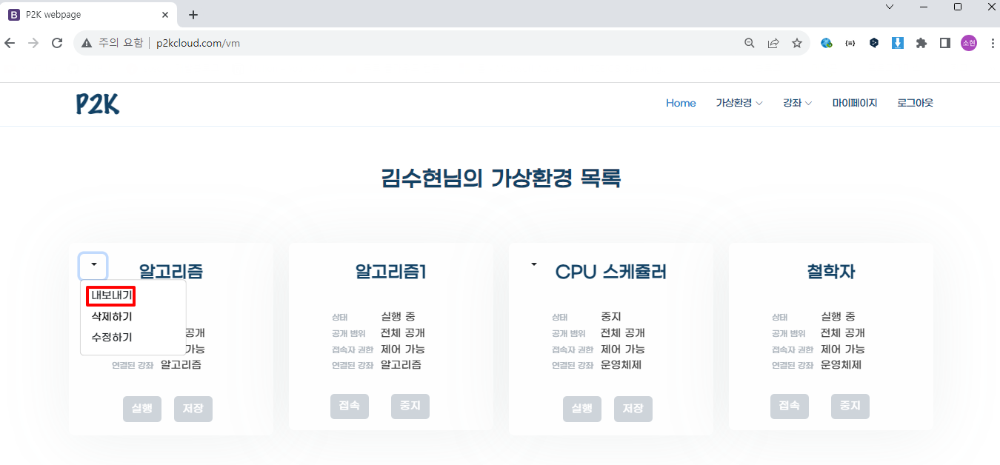 P2K webpage
주의 요함 p2kcloud.com/vm
소현
P2K
Home 가상환경 강좌 마이페이지 로그아웃
김수현님의 가상환경 목록
알고리즘
내보내기
삭제하기
수정하기
공개
가능
연결된 강좌 알고리즘
실행 저장
알고리즘1
상태 실행 중
공개 범위 전체 공개
접속자 권한 제어 가능
연결된 강좌 알고리즘
접속 중지
CPU 스케쥴러
상태 중지
공개 범위 전체 공개
접속자 권한 제어 가능
연결된 강좌 운영체제
실행 저장
철학자
상태 실행 중
공개 범위 전체 공개
접속자 권한 제어 가능
연결된 강좌 운영체제
접속 중지